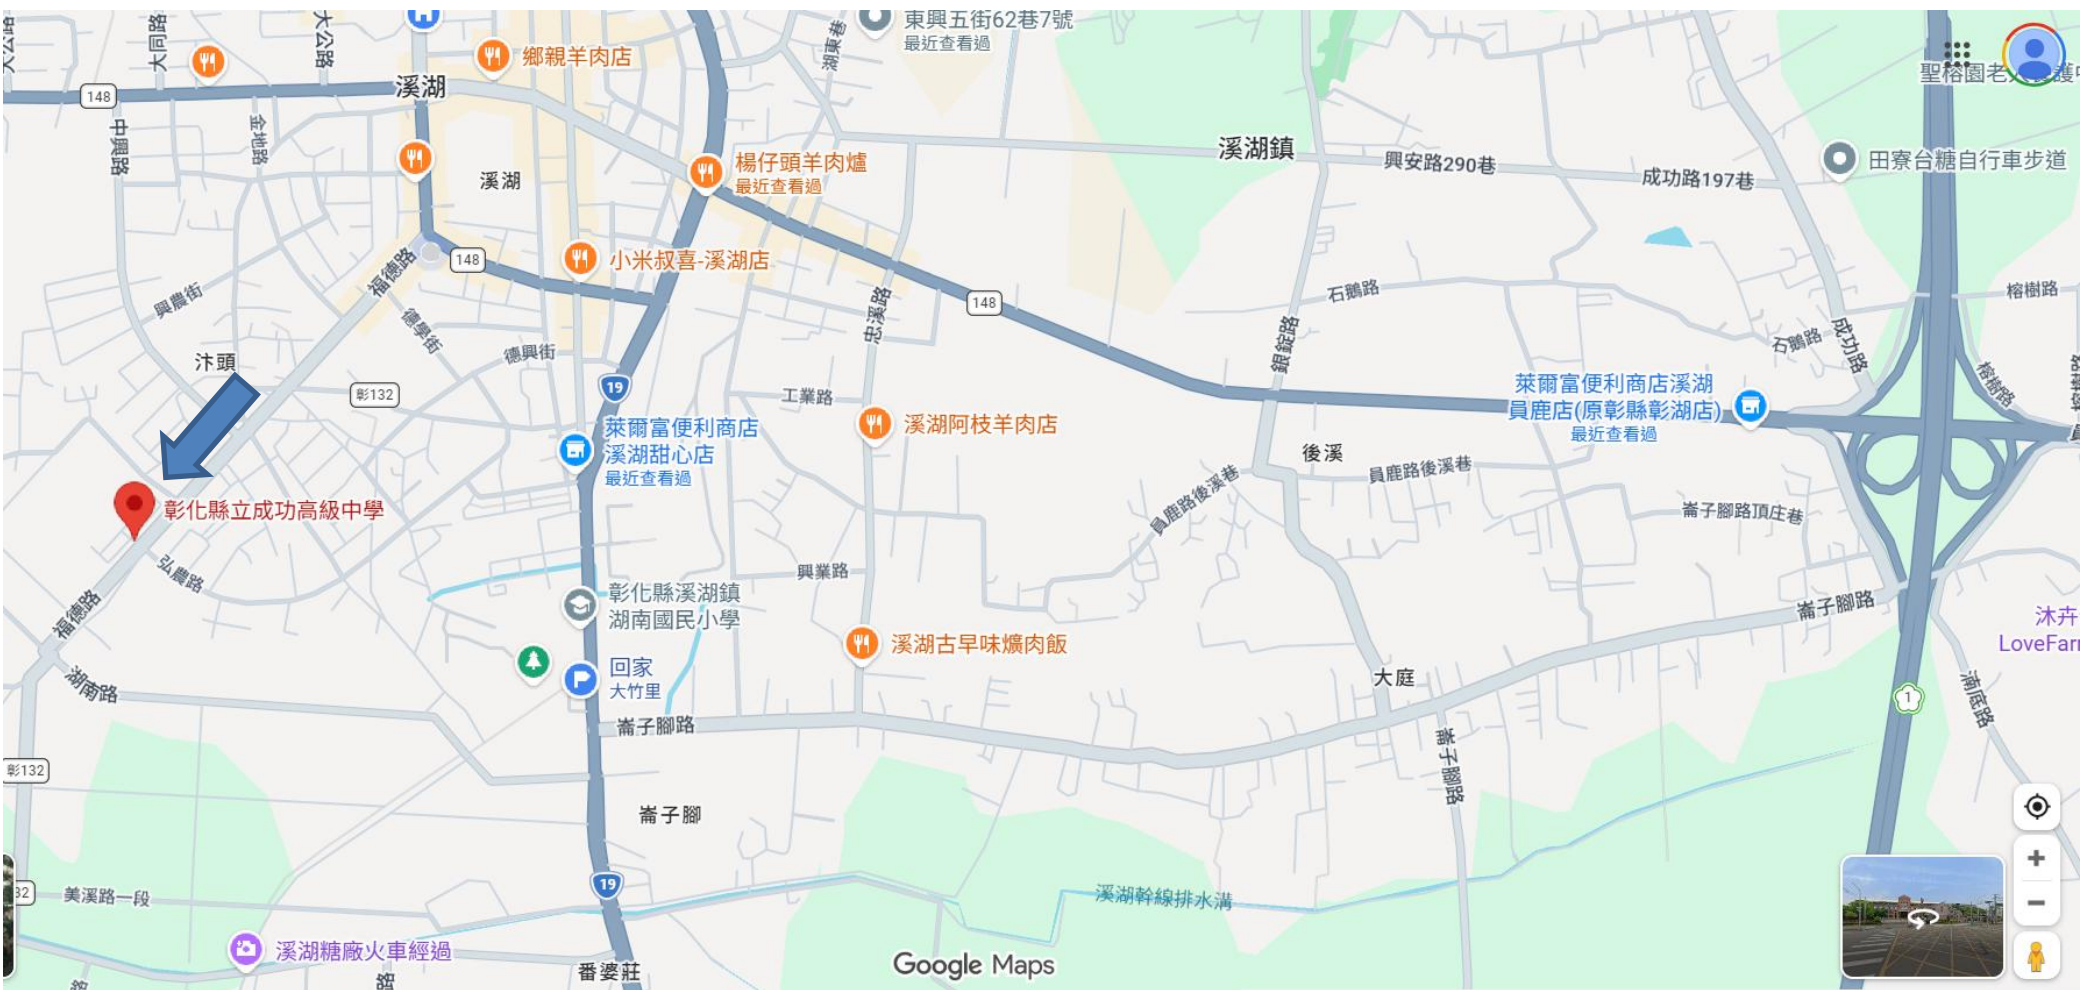 東興五街62巷7號
最近查看過
大同路
大公路
鄉親羊肉店
湖東巷
溪湖
148
聖榕園老人
中興路
金地路
溪湖
楊仔頭羊肉爐
最近查看過
溪湖鎮
興安路290巷
成功路197巷
田寮台糖自行車步道
148
小米叔喜-溪湖店
福德路
興農街
德學街
德興街
忠溪路
148
石鵝路
榕樹路
銀錠路
石鵝路
成功路
榕樹路
汴頭
彰132
19
工業路
萊爾富便利商店溪湖
員鹿店(原彰縣彰湖店)
最近查看過
萊爾富便利商店
溪湖甜心店
最近查看過
溪湖阿枝羊肉店
後溪
員鹿路後溪巷
員鹿路後溪巷
彰化縣立成功高級中學
崙子腳路頂庄巷
弘農路
興業路
彰化縣溪湖鎮
湖南國民小學
福德路
崙子腳路
沐卉
LoveFar
溪湖古早味爌肉飯
回家
大竹里
大庭
湖南路
湳底路
1
崙子腳路
崙子腳路
彰132
崙子腳
19
32
美溪路一段
溪湖幹線排水溝
溪湖糖廠火車經過
番婆莊
Google Maps